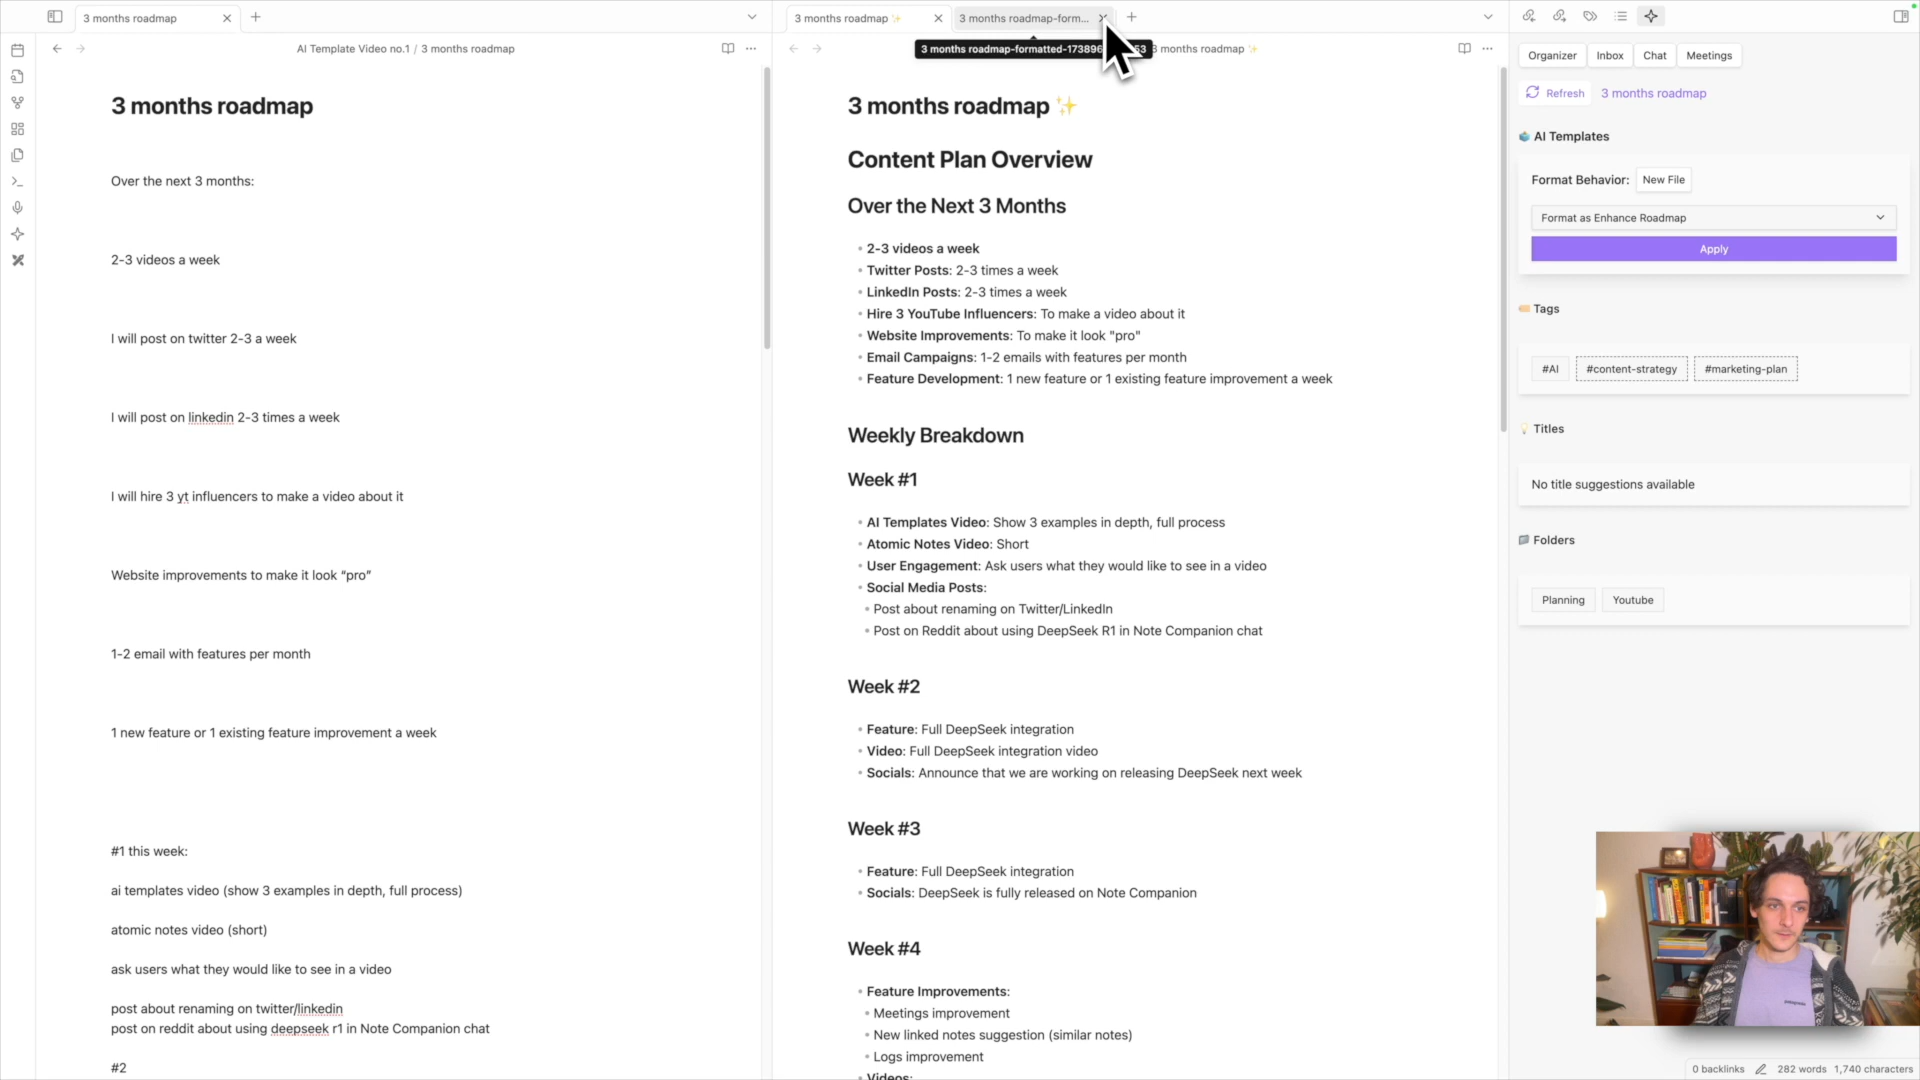 3 months roadmap
3 months roadmap ✨
3 months roadmap-form...
AI Template Video no.1 / 3 months roadmap
3 months roadmap-formatted-173896
53
3 months roadmap ✨
3 months roadmap
Over the next 3 months:
2-3 videos a week
I will post on twitter 2-3 a week
I will post on linkedin 2-3 times a week
I will hire 3 yt influencers to make a video about it
Website improvements to make it look “pro”
1-2 email with features per month
1 new feature or 1 existing feature improvement a week
#1 this week:
ai templates video (show 3 examples in depth, full process)
atomic notes video (short)
ask users what they would like to see in a video
post about renaming on twitter/linkedin
post on reddit about using deepseek r1 in Note Companion chat
#2
3 months roadmap ✨
Content Plan Overview
Over the Next 3 Months
• 2-3 videos a week
• Twitter Posts: 2-3 times a week
• LinkedIn Posts: 2-3 times a week
• Hire 3 YouTube Influencers: To make a video about it
• Website Improvements: To make it look "pro"
• Email Campaigns: 1-2 emails with features per month
• Feature Development: 1 new feature or 1 existing feature improvement a week
Weekly Breakdown
Week #1
• AI Templates Video: Show 3 examples in depth, full process
• Atomic Notes Video: Short
• User Engagement: Ask users what they would like to see in a video
• Social Media Posts:
• Post about renaming on Twitter/LinkedIn
• Post on Reddit about using DeepSeek R1 in Note Companion chat
Week #2
• Feature: Full DeepSeek integration
• Video: Full DeepSeek integration video
• Socials: Announce that we are working on releasing DeepSeek next week
Week #3
• Feature: Full DeepSeek integration
• Socials: DeepSeek is fully released on Note Companion
Week #4
• Feature Improvements:
• Meetings improvement
• New linked notes suggestion (similar notes)
• Logs improvement
• Videos:
Organizer
Inbox
Chat
Meetings
Refresh
3 months roadmap
AI Templates
Format Behavior: New File
Format as Enhance Roadmap
Apply
Tags
#AI
#content-strategy
#marketing-plan
Titles
No title suggestions available
Folders
Planning
Youtube
0 backlinks
282 words
1,740 characters